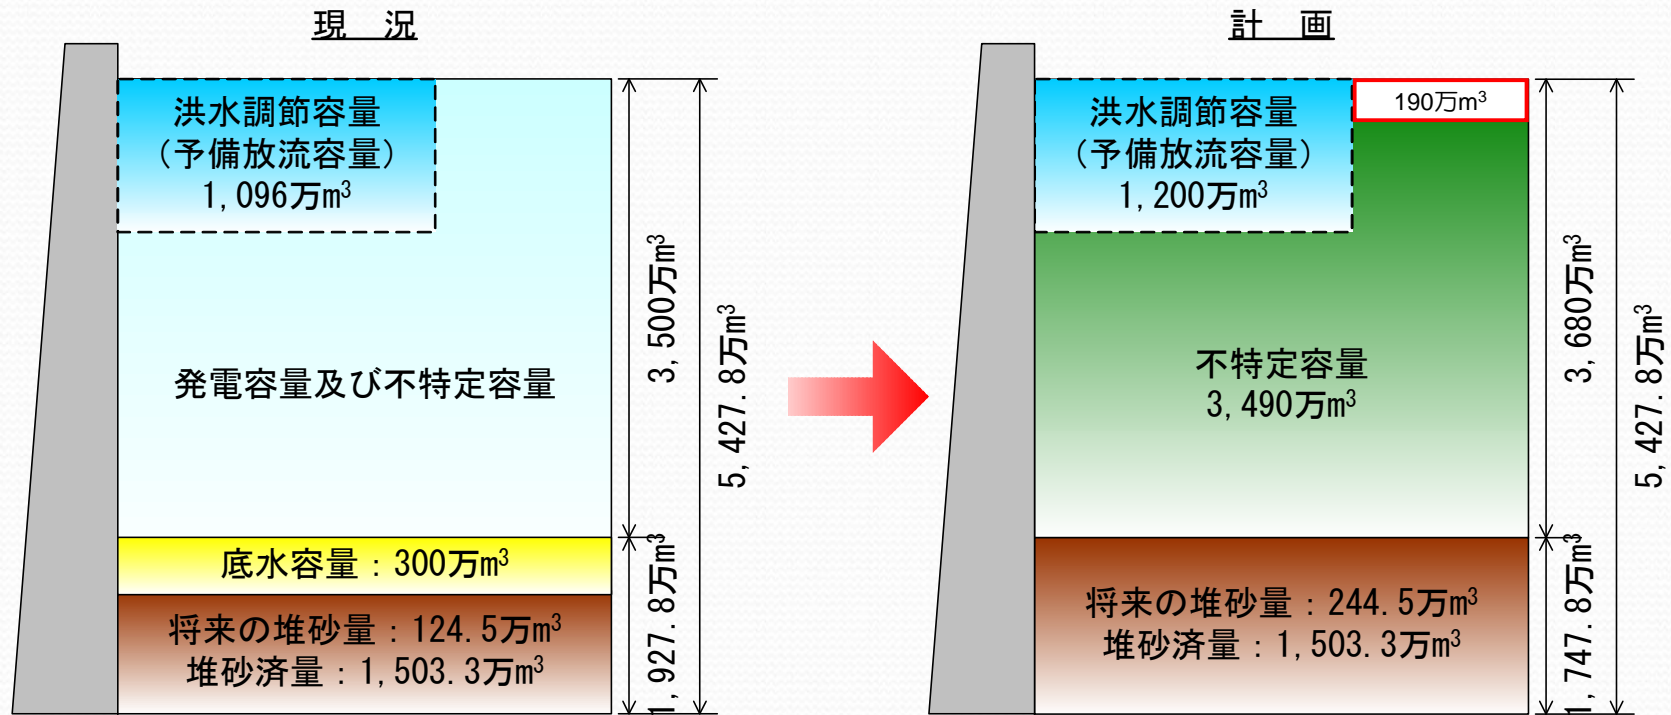 現　況
洪水調節容量
（予備放流容量）
1,096万m³
発電容量及び不特定容量
底水容量：300万m³
将来の堆砂量：124.5万m³
堆砂済量：1,503.3万m³
3,500万m³
1,927.8万m³
5,427.8万m³
計　画
洪水調節容量
（予備放流容量）
1,200万m³
190万m³
不特定容量
3,490万m³
将来の堆砂量：244.5万m³
堆砂済量：1,503.3万m³
3,680万m³
1,747.8万m³
5,427.8万m³